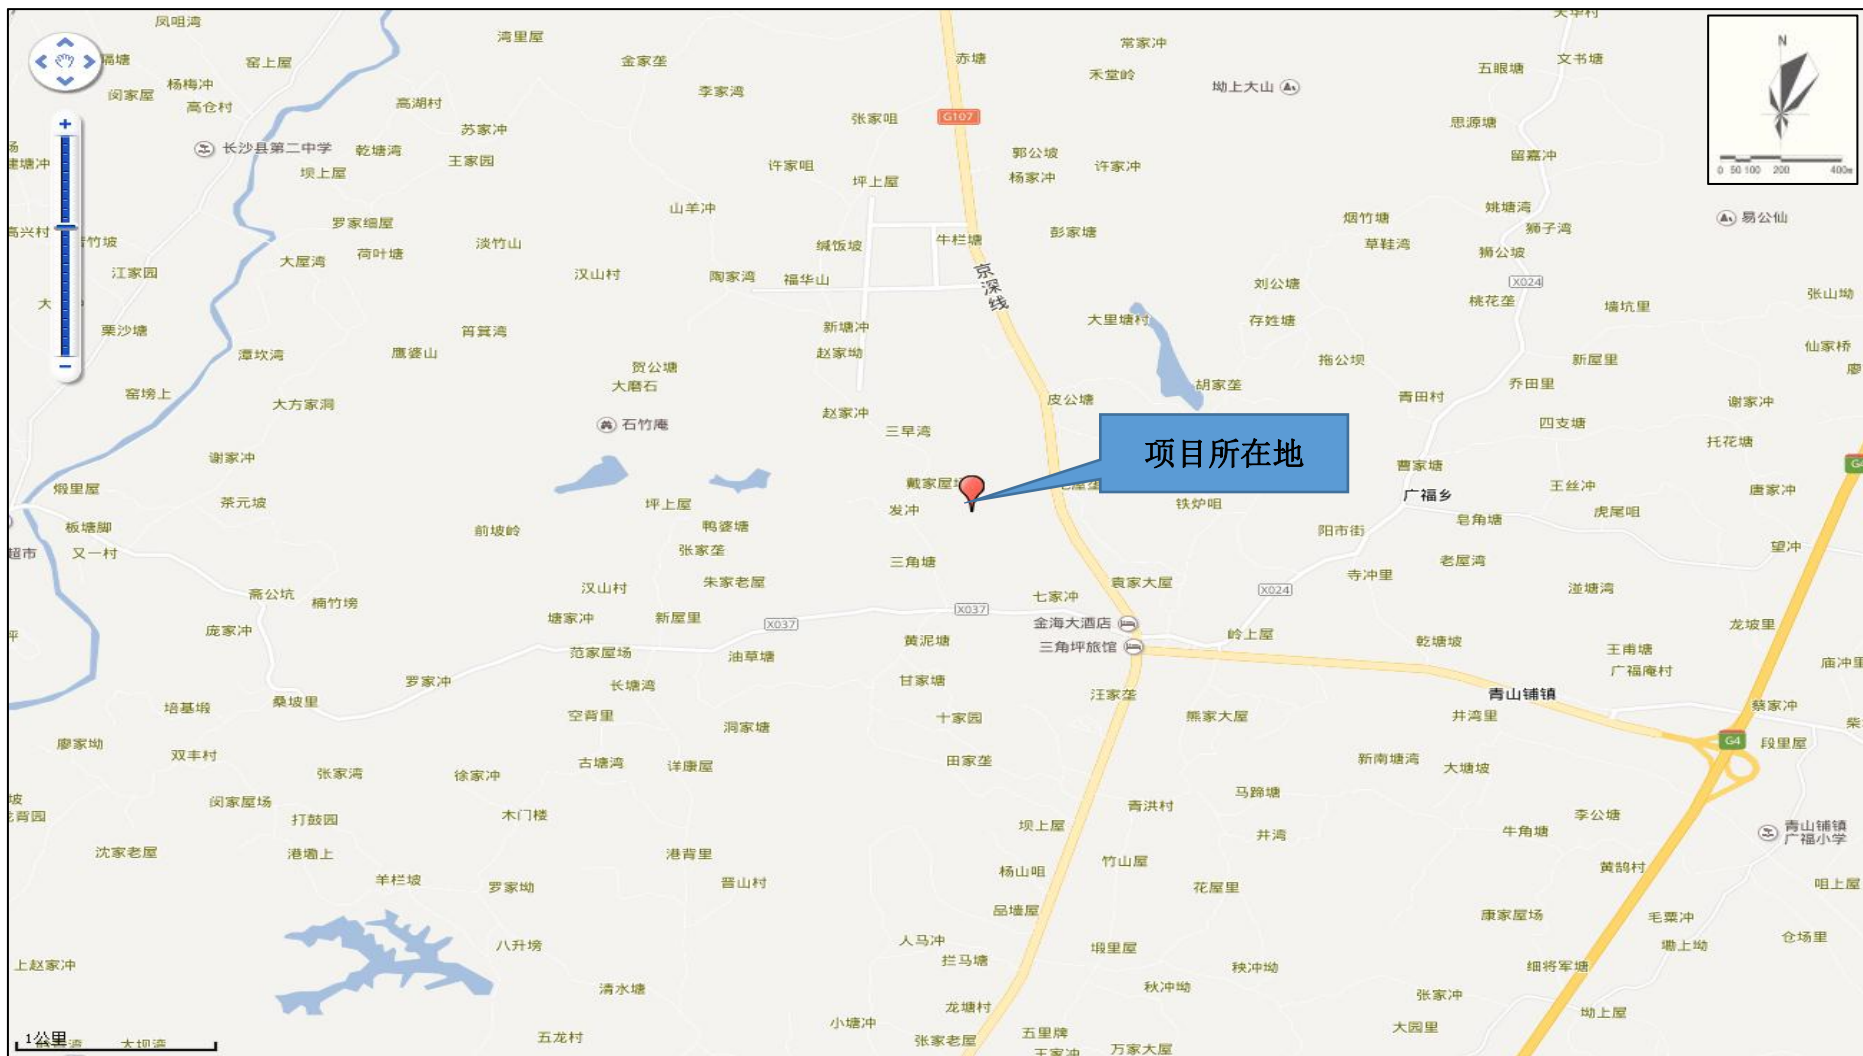 凤咀湾
湾里屋
常家冲
金家垄
赤塘
窑上屋
禾堂岭
坳上大山
五眼塘
文书塘
N
闵家屋
杨梅冲
高仓村
高湖村
李家湾
张家咀
G107
苏家冲
思源塘
长沙县第二中学
乾塘湾
王家园
郭公坡
许家冲
留嘉冲
0 50 100 200 400m
坝上屋
许家咀
坪上屋
杨家冲
山羊冲
姚塘湾
易公仙
高兴村
罗家细屋
烟竹塘
狮子湾
淡竹山
缄饭坡
牛栏塘
彭家塘
草鞋湾
狮公坡
大屋湾
荷叶塘
江家园
汉山村
陶家湾
福华山
京深线
刘公塘
X024
桃花垄
墙坑里
张山坳
栗沙塘
筲箕湾
新塘冲
大里塘村
存姓塘
潭坎湾
鹰婆山
赵家坳
拖公坝
新屋里
仙家桥
贺公塘
大磨石
胡家垄
乔田里
廖
窑塝上
大方家洞
赵家冲
皮公塘
青田村
谢家冲
石竹庵
三早湾
四支塘
托花塘
项目所在地
谢家冲
曹家塘
煅里屋
戴家屋场
王丝冲
唐家冲
广福乡
茶元坡
坪上屋
发冲
铁炉咀
虎尾咀
板塘脚
前坡岭
鸭婆塘
阳市街
皂角塘
超市
又一村
张家垄
三角塘
老屋湾
望冲
朱家老屋
袁家大屋
寺冲里
斋公坑
楠竹塝
汉山村
七家冲
X024
湴塘湾
塘家冲
新屋里
X037
X037
金海大酒店
龙坡里
庞家冲
黄泥塘
三角坪旅馆
岭上屋
乾塘坡
王甫塘
范家屋场
油草塘
广福庵村
庙冲里
罗家冲
长塘湾
甘家塘
汪家垄
青山铺镇
桑坡里
培基塅
空背里
洞家塘
十家园
熊家大屋
井湾里
蔡家冲
廖家坳
双丰村
G4
段里屋
张家湾
徐家冲
古塘湾
详康屋
田家垄
新南塘湾
大塘坡
闵家屋场
马蹄塘
打鼓园
木门楼
青洪村
坝上屋
井湾
牛角塘
李公塘
青山铺镇
广福小学
沈家老屋
港墈上
港背里
竹山屋
黄鹄村
羊栏坡
罗家坳
晋山村
杨山咀
花屋里
咀上屋
品墙屋
康家屋场
毛粟冲
八升塝
人马冲
塅里屋
仓场里
墈上坳
上赵家冲
拦马塘
秧冲坳
细将军塘
清水塘
秋冲坳
张家冲
龙塘村
坳上屋
小塘冲
大园里
1公里
五龙村
张家老屋
五里牌
万家大屋